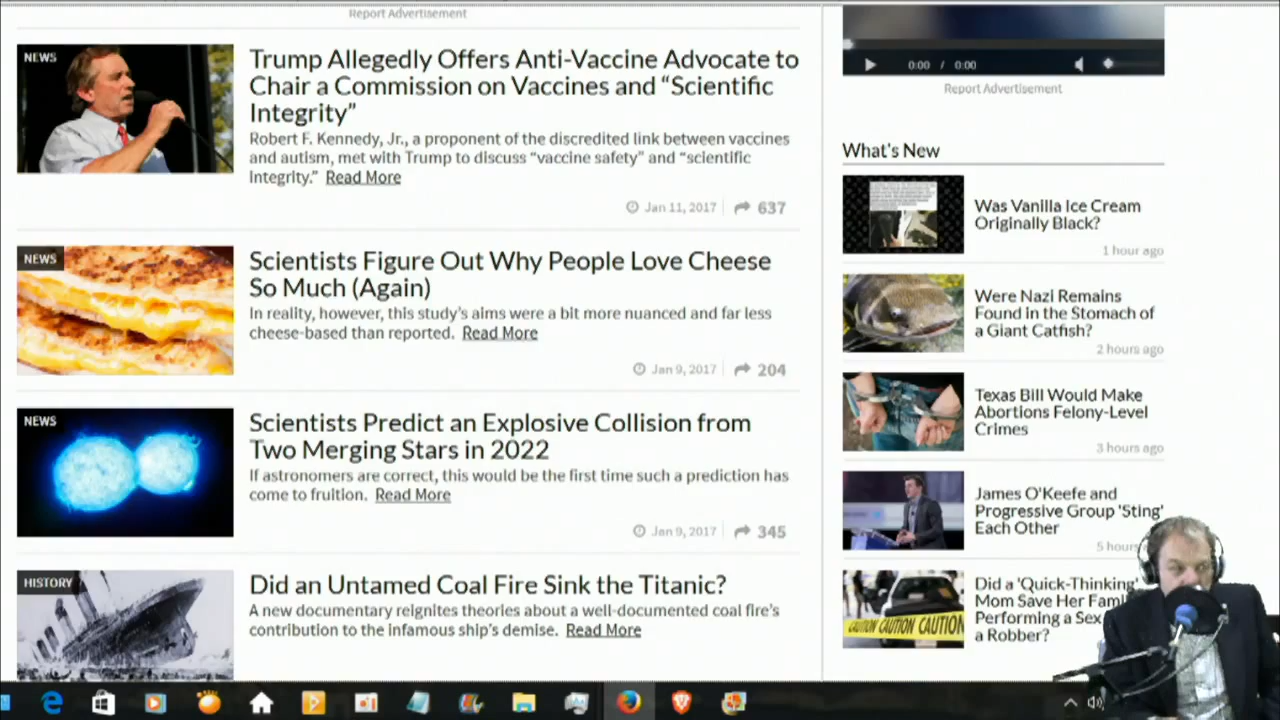 Report Advertisement
NEWS
Trump Allegedly Offers Anti-Vaccine Advocate to
Chair a Commission on Vaccines and “Scientific
Integrity”
Robert F. Kennedy, Jr., a proponent of the discredited link between vaccines
and autism, met with Trump to discuss “vaccine safety” and “scientific
integrity.” Read More
Jan 11, 2017 637
NEWS
Scientists Figure Out Why People Love Cheese
So Much (Again)
In reality, however, this study's aims were a bit more nuanced and far less
cheese-based than reported. Read More
Jan 9, 2017 204
NEWS
Scientists Predict an Explosive Collision from
Two Merging Stars in 2022
If astronomers are correct, this would be the first time such a prediction has
come to fruition. Read More
Jan 9, 2017 345
HISTORY
Did an Untamed Coal Fire Sink the Titanic?
A new documentary reignites theories about a well-documented coal fire's
contribution to the infamous ship's demise. Read More
0:00 / 0:00
Report Advertisement
What's New
Was Vanilla Ice Cream
Originally Black?
1 hour ago
Were Nazi Remains
Found in the Stomach of
a Giant Catfish?
2 hours ago
Texas Bill Would Make
Abortions Felony-Level
Crimes
3 hours ago
James O'Keefe and
Progressive Group 'Sting'
Each Other
5 hours
Did a 'Quick-Thinking'
Mom Save Her
Performing a Sex
a Robber?
CAUTION CAUTION CAUTION